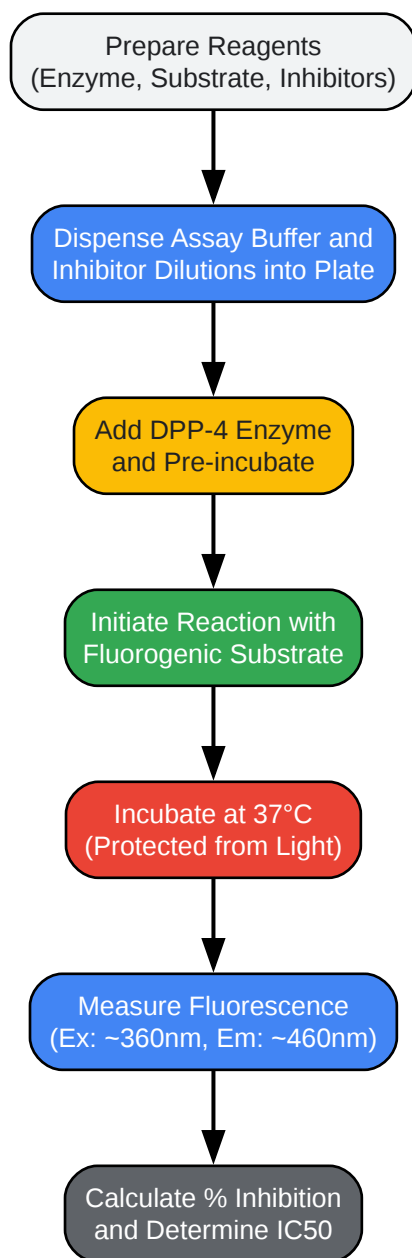 Prepare Reagents
(Enzyme, Substrate, Inhibitors)
Dispense Assay Buffer and
Inhibitor Dilutions into Plate
Add DPP-4 Enzyme
and Pre-incubate
Initiate Reaction with
Fluorogenic Substrate
Incubate at 37°C
(Protected from Light)
Measure Fluorescence
(Ex: ~360nm, Em: ~460nm)
Calculate % Inhibition
and Determine IC50